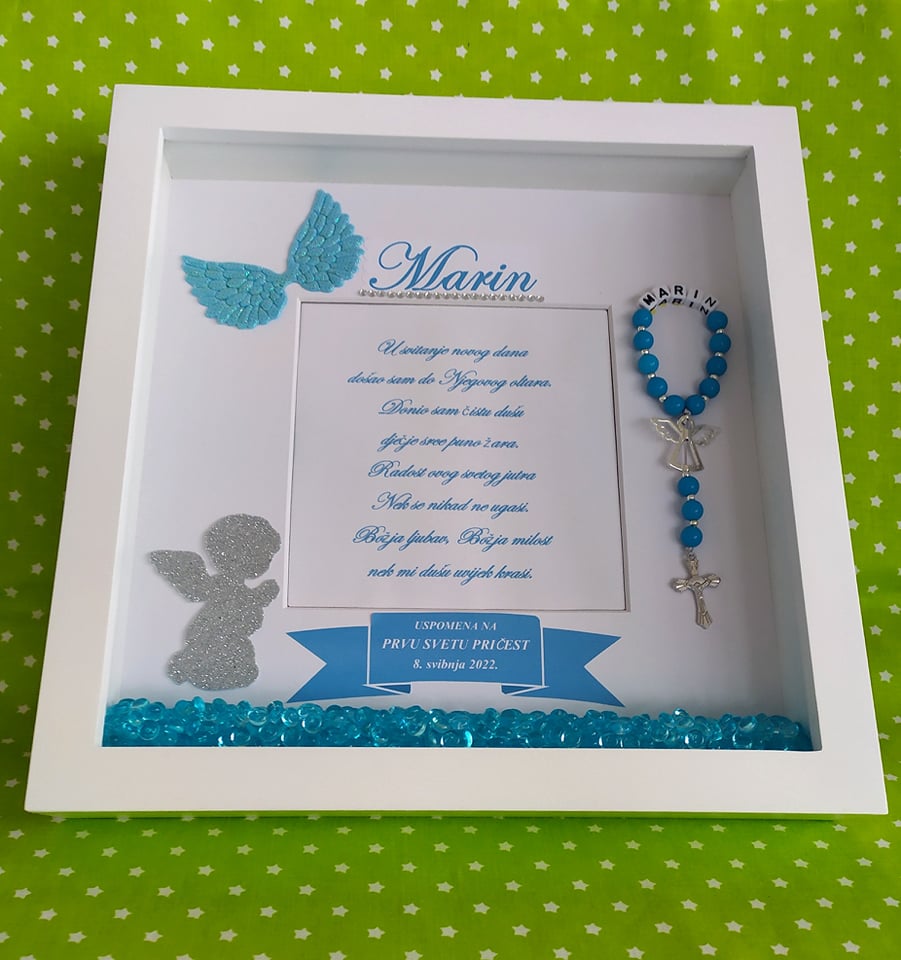 Marin
MARIN
U svitanje novog dana
došao sam do Njegovog oltara.
Donio sam čistu dušu
dječje srce puno žara.
Radost ovog svetog jutra
Nek se nikad ne ugasi.
Božja ljubav, Božja milost
nek mi dušu uvijek krasi.
USPOMENA NA
PRVU SVETU PRIČEST
8. svibnja 2022.